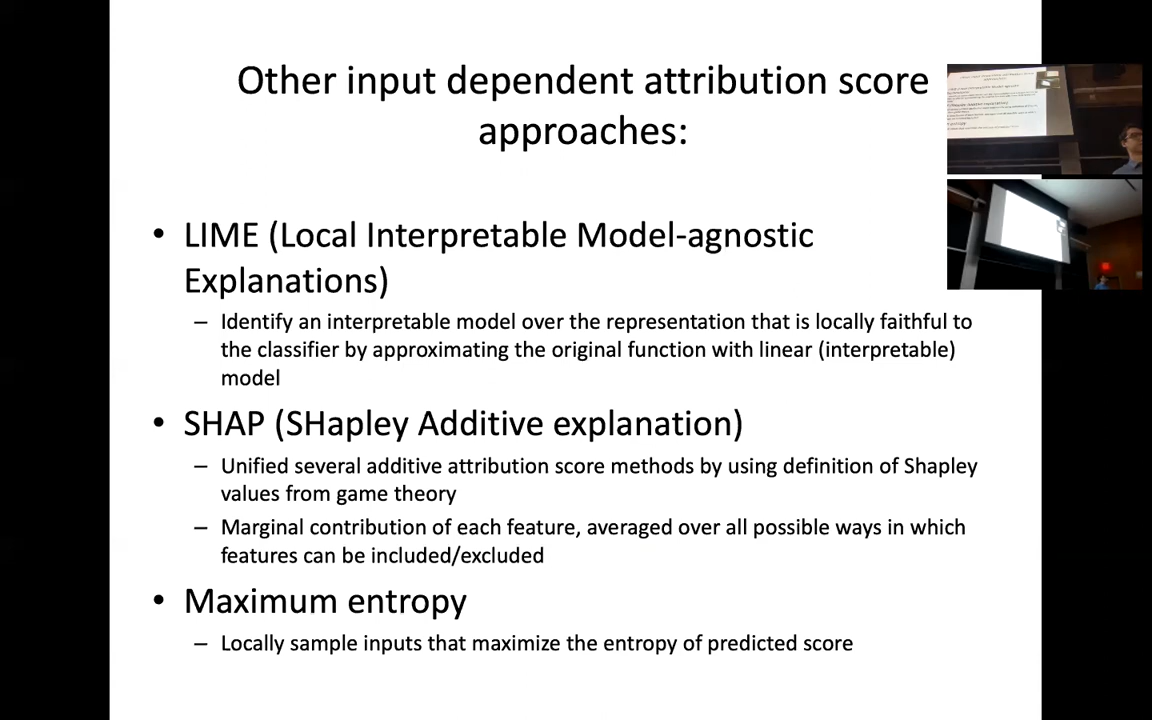 Other input dependent attribution score
approaches:
• LIME (Local Interpretable Model-agnostic
Explanations)
– Identify an interpretable model over the representation that is locally faithful to
the classifier by approximating the original function with linear (interpretable)
model
• SHAP (SHapley Additive explanation)
– Unified several additive attribution score methods by using definition of Shapley
values from game theory
– Marginal contribution of each feature, averaged over all possible ways in which
features can be included/excluded
• Maximum entropy
– Locally sample inputs that maximize the entropy of predicted score